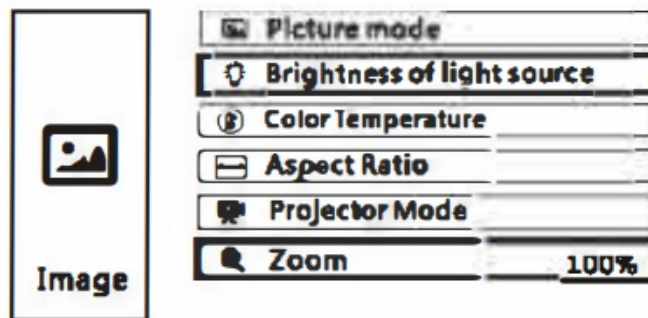 Picture mode
Brightness of light source
Color Temperature
Aspect Ratio
Projector Mode
Zoom 100%
Image